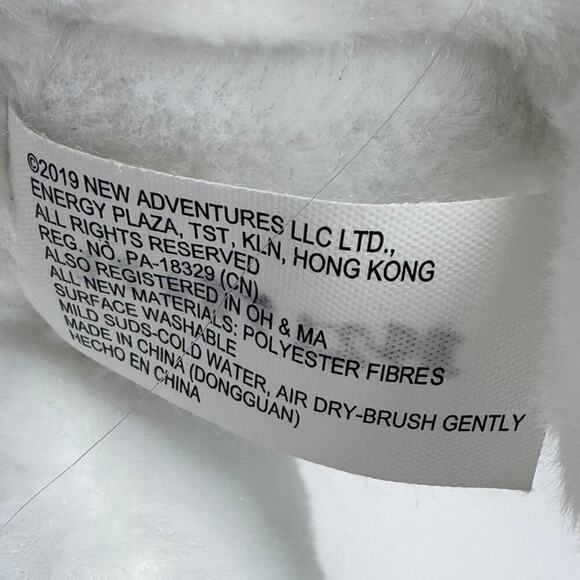 ©2019 NEW ADVENTURES LLC LTD.,
ENERGY PLAZA, TST, KLN, HONG KONG
ALL RIGHTS RESERVED
REG. NO. PA-18329 (CN)
ALSO REGISTERED IN OH & MA
ALL NEW MATERIALS: POLYESTER FIBRES
SURFACE WASHABLE
MILD SUDS-COLD WATER, AIR DRY-BRUSH GENTLY
MADE IN CHINA (DONGGUAN)
HECHO EN CHINA